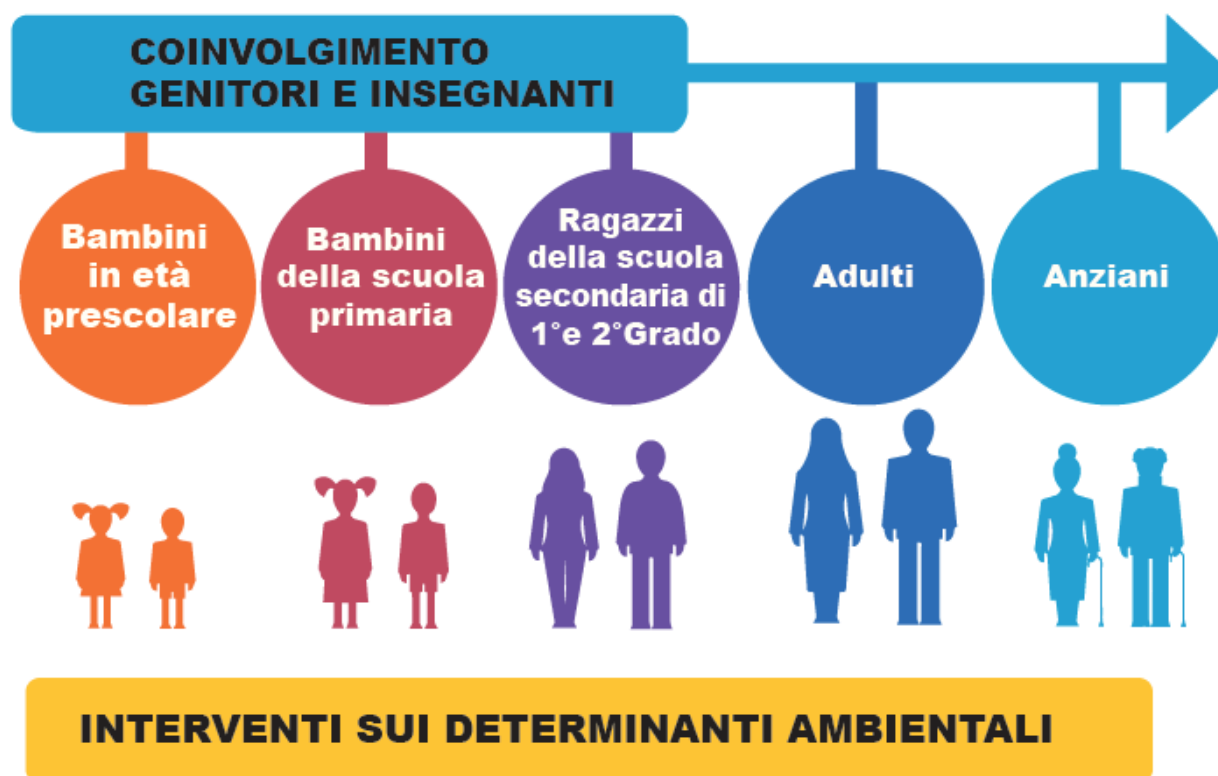 COINVOLGIMENTO
GENITORI E INSEGNANTI
Bambini
in età
prescolare
Bambini
della scuola
primaria
Ragazzi
della scuola
secondaria di
1°e 2°Grado
Adulti
Anziani
INTERVENTI SUI DETERMINANTI AMBIENTALI